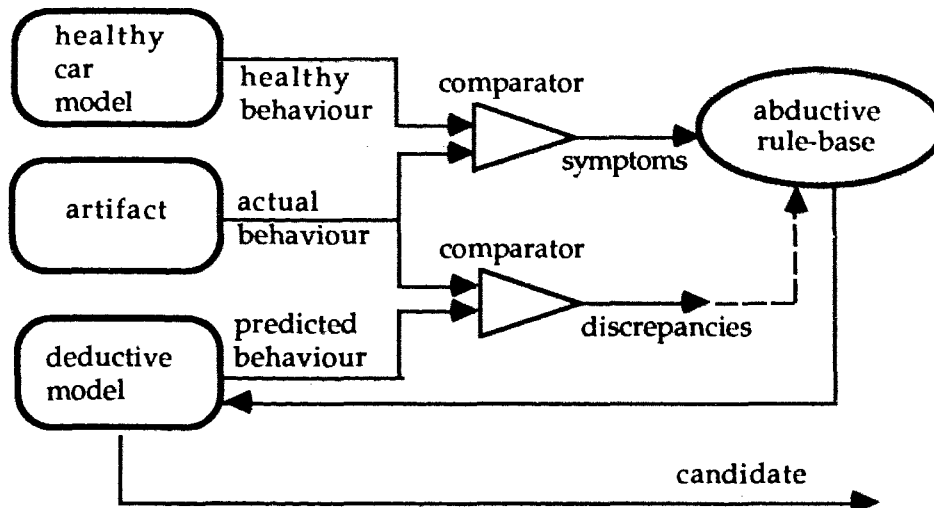 healthy
car
model
healthy
behaviour
comparator
symptoms
abductive
rule-base
artifact
actual
behaviour
comparator
discrepancies
predicted
behaviour
deductive
model
candidate